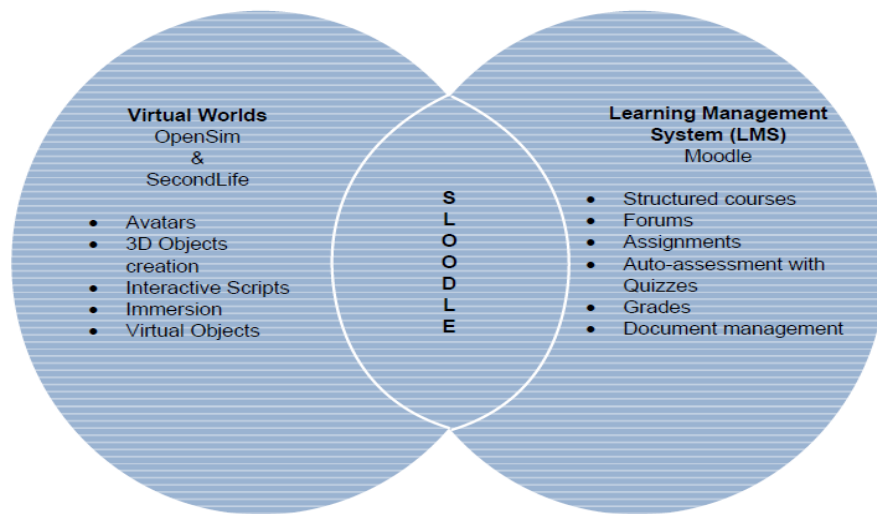 Virtual Worlds
OpenSim
&
SecondLife
• Avatars
• 3D Objects
creation
• Interactive Scripts
• Immersion
• Virtual Objects
S
L
O
O
D
L
E
Learning Management
System (LMS)
Moodle
• Structured courses
• Forums
• Assignments
• Auto-assessment with
Quizzes
• Grades
• Document management